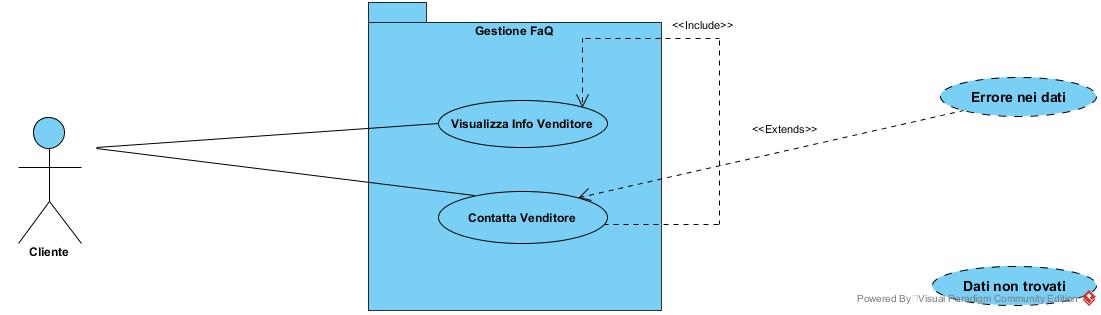 Gestione FaQ
<<Include>>
Errore nei dati
Visualizza Info Venditore
<<Extends>>
Contatta Venditore
Cliente
Dati non trovati
Powered By Visual Paradigm Community Edition